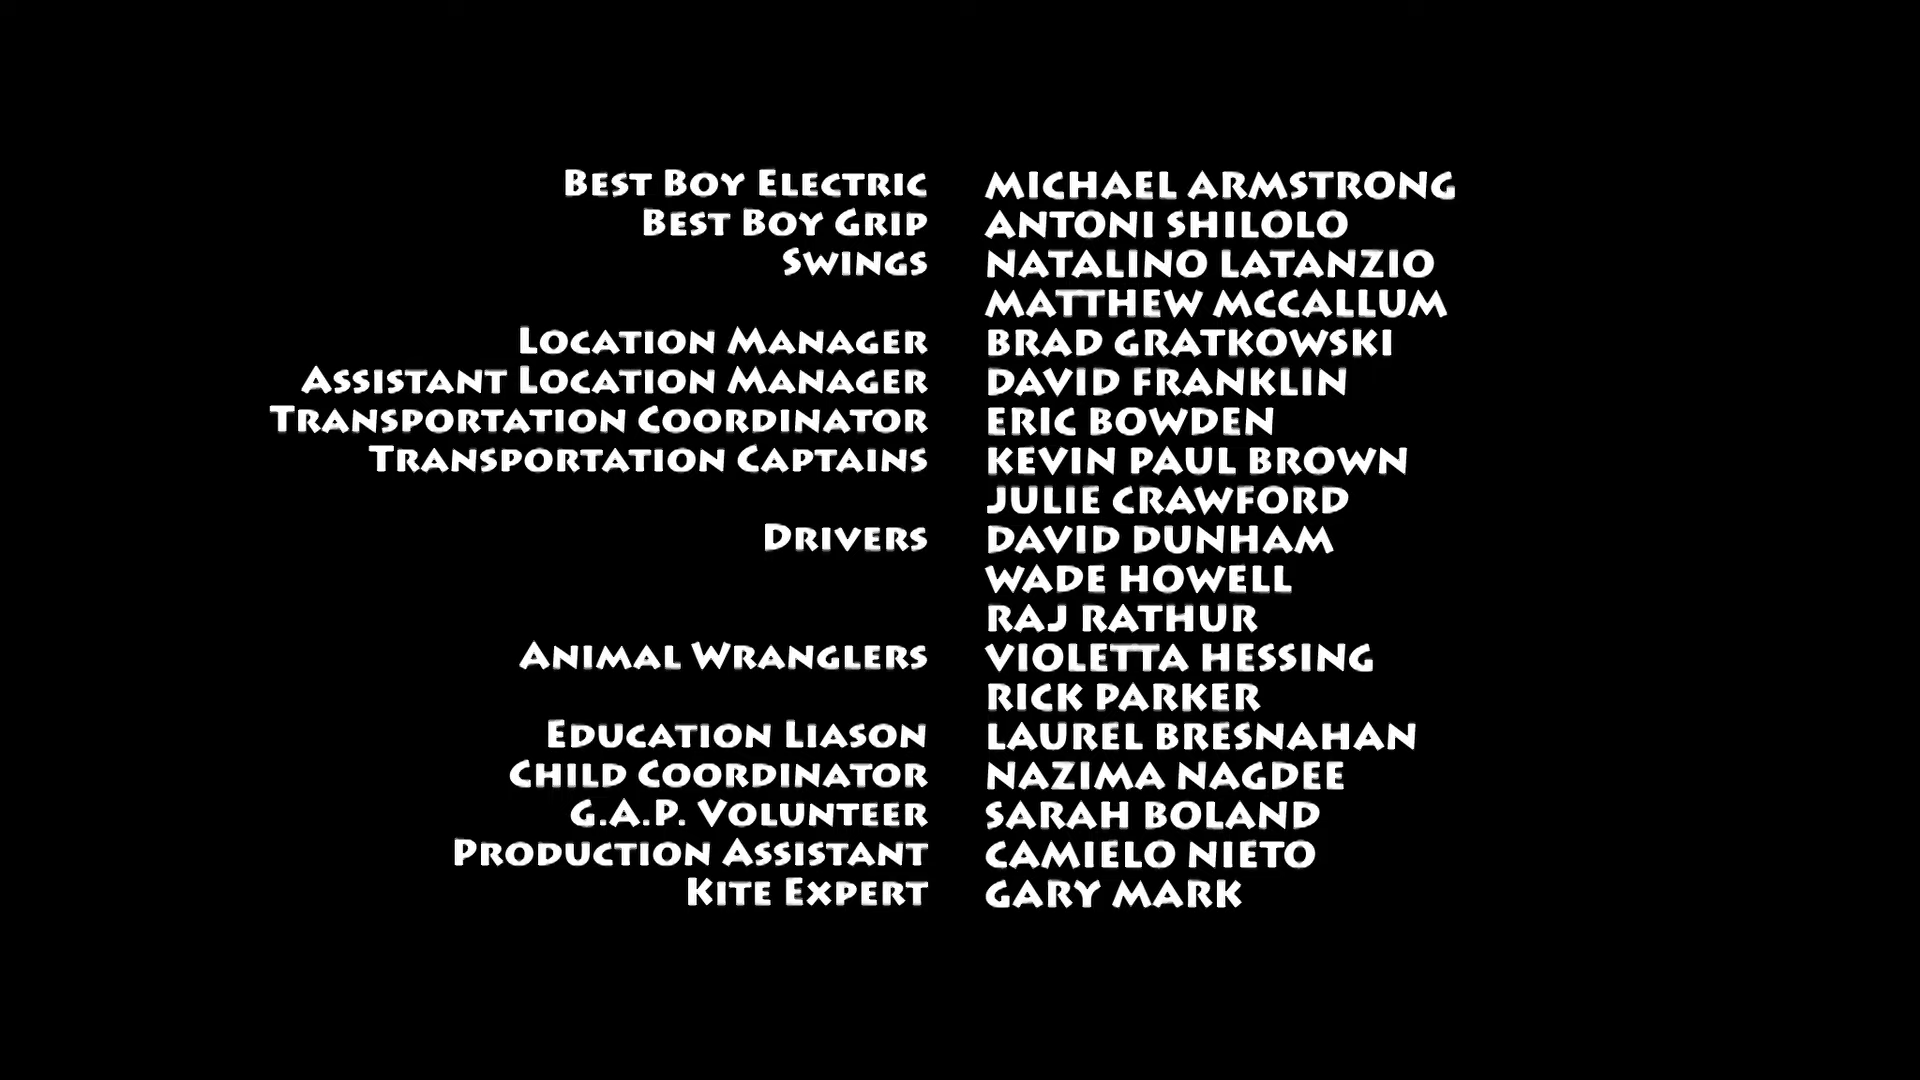 Best Boy Electric MICHAEL ARMSTRONG
Best Boy Grip ANTONI SHILOLO
Swings NATALINO LATANZIO
MATTHEW MCCALLUM
Location Manager BRAD GRATKOWSKI
Assistant Location Manager DAVID FRANKLIN
Transportation Coordinator ERIC BOWDEN
Transportation Captains KEVIN PAUL BROWN
JULIE CRAWFORD
Drivers DAVID DUNHAM
WADE HOWELL
RAJ RATHUR
Animal Wranglers VIOLETTA HESSING
RICK PARKER
Education Liason LAUREL BRESNAHAN
Child Coordinator NAZIMA NAGDEE
G.A.P. Volunteer SARAH BOLAND
Production Assistant CAMIELO NIETO
Kite Expert GARY MARK